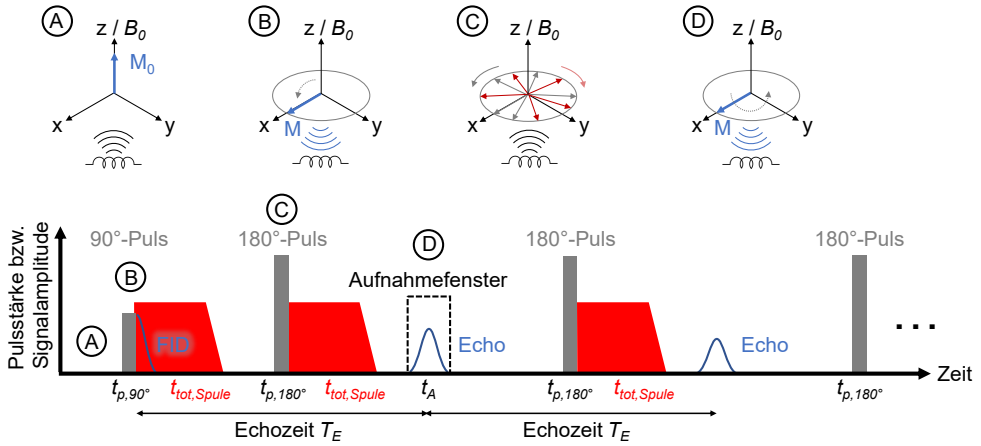 A
B
C
D
z / B0
z / B0
z / B0
z / B0
M0
x
y
x
M
y
x
y
x
M
y
Pulsstärke bzw.
Signalamplitude
90°-Puls
C
180°-Puls
D
Aufnahmefenster
180°-Puls
180°-Puls
B
A
FID
Echo
Echo
...
Zeit
tp,90°
ttot,Spule
tp,180°
ttot,Spule
tA
tp,180°
ttot,Spule
tp,180°
Echozeit TE
Echozeit TE